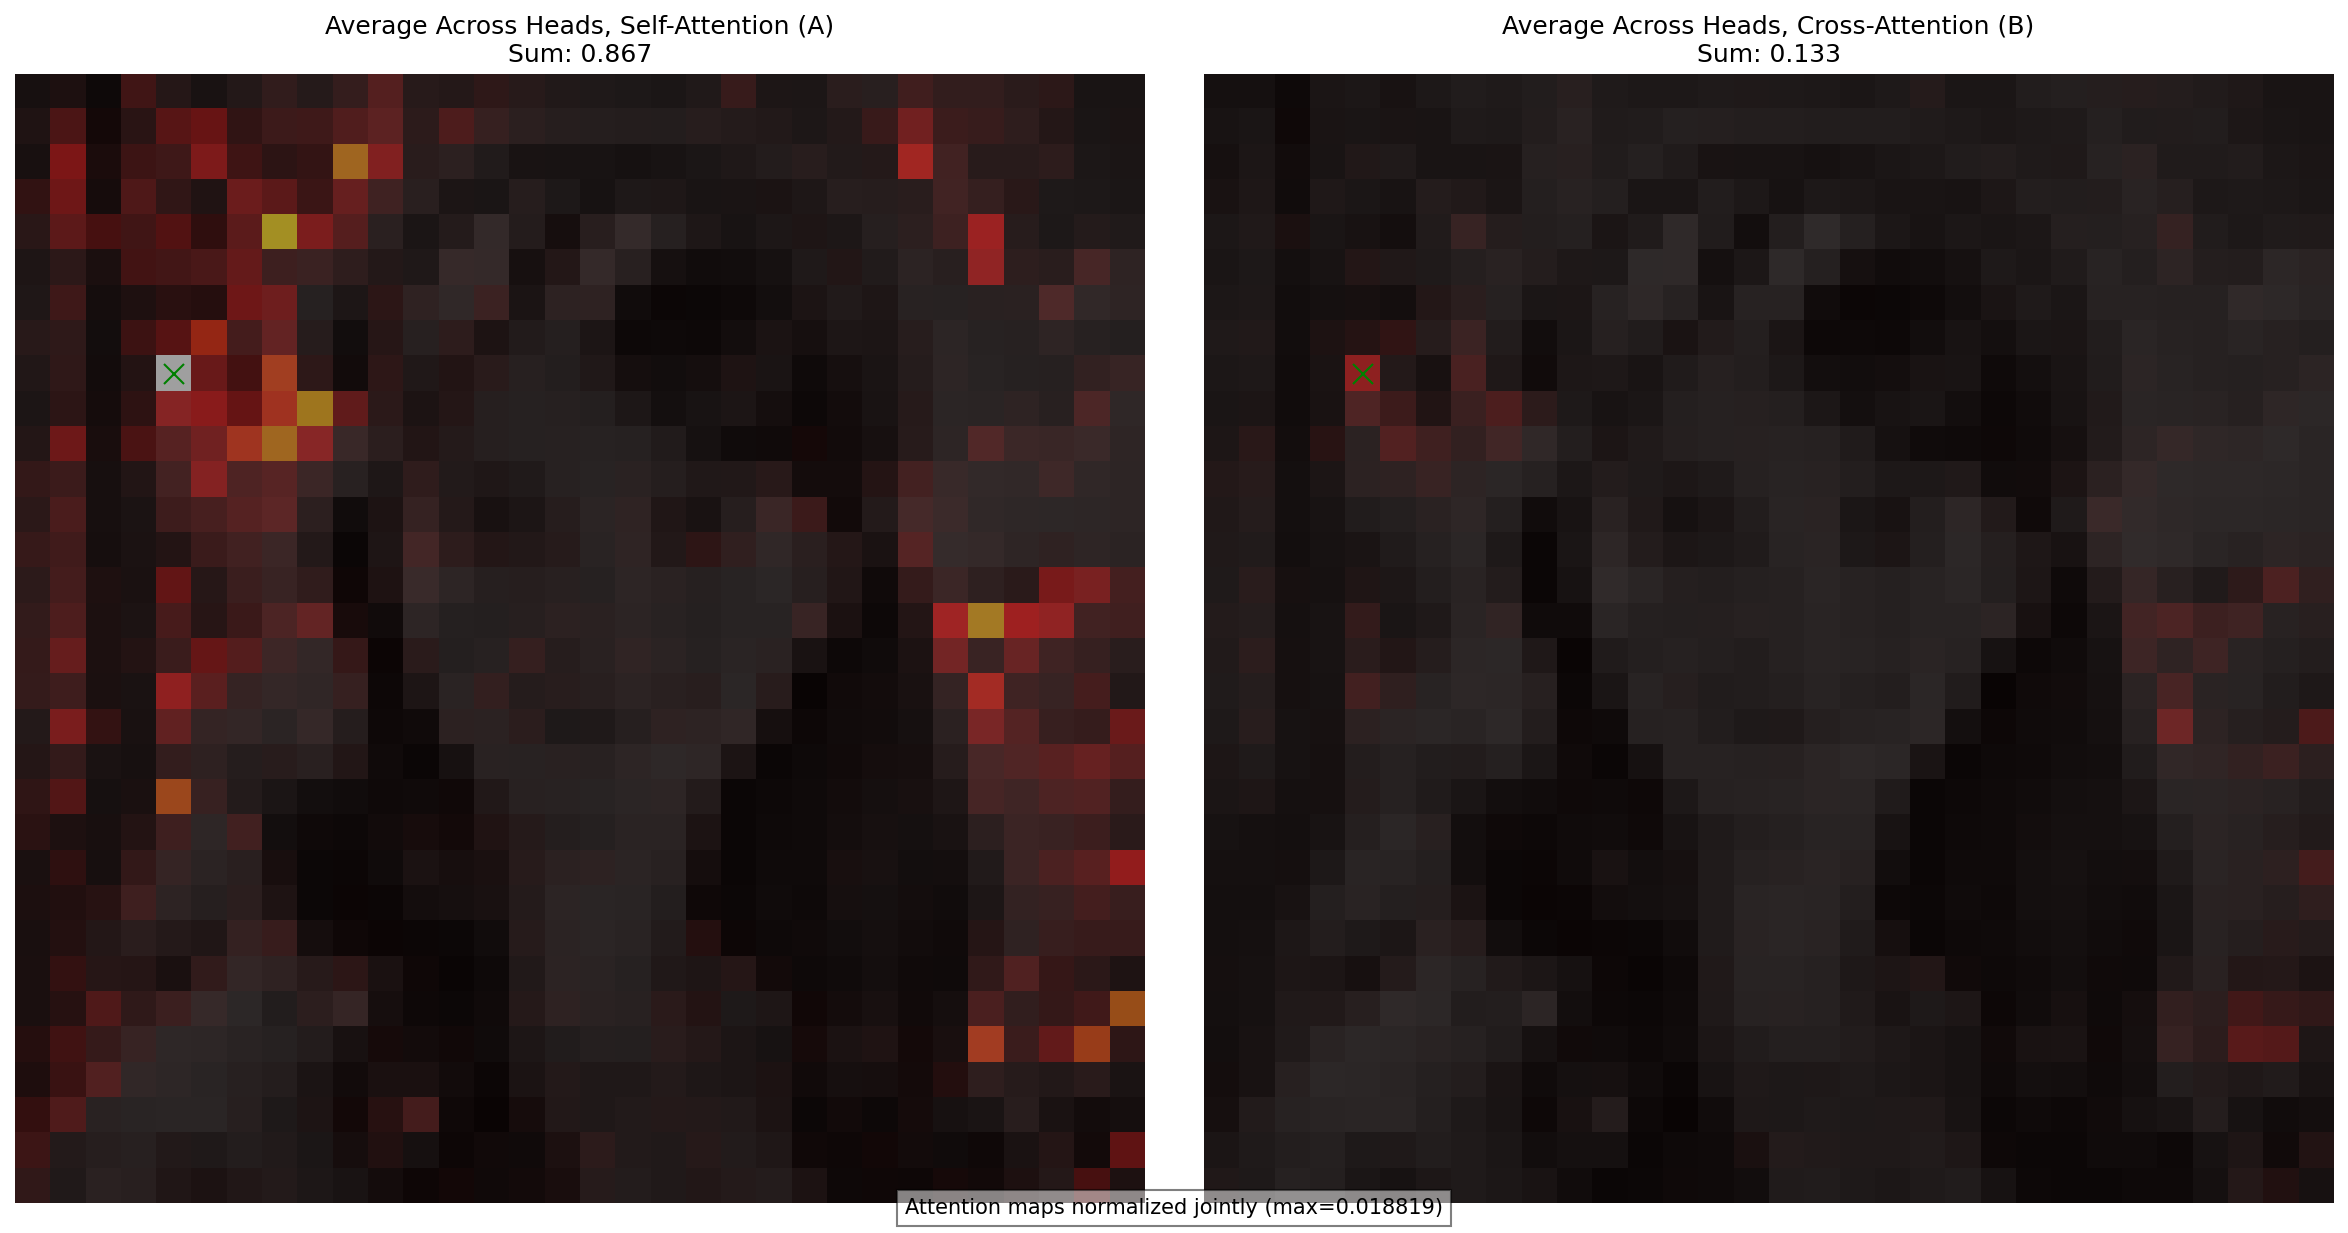 Average Across Heads, Self-Attention (A)
Sum: 0.867
Average Across Heads, Cross-Attention (B)
Sum: 0.133
Attention maps normalized jointly (max=0.018819)